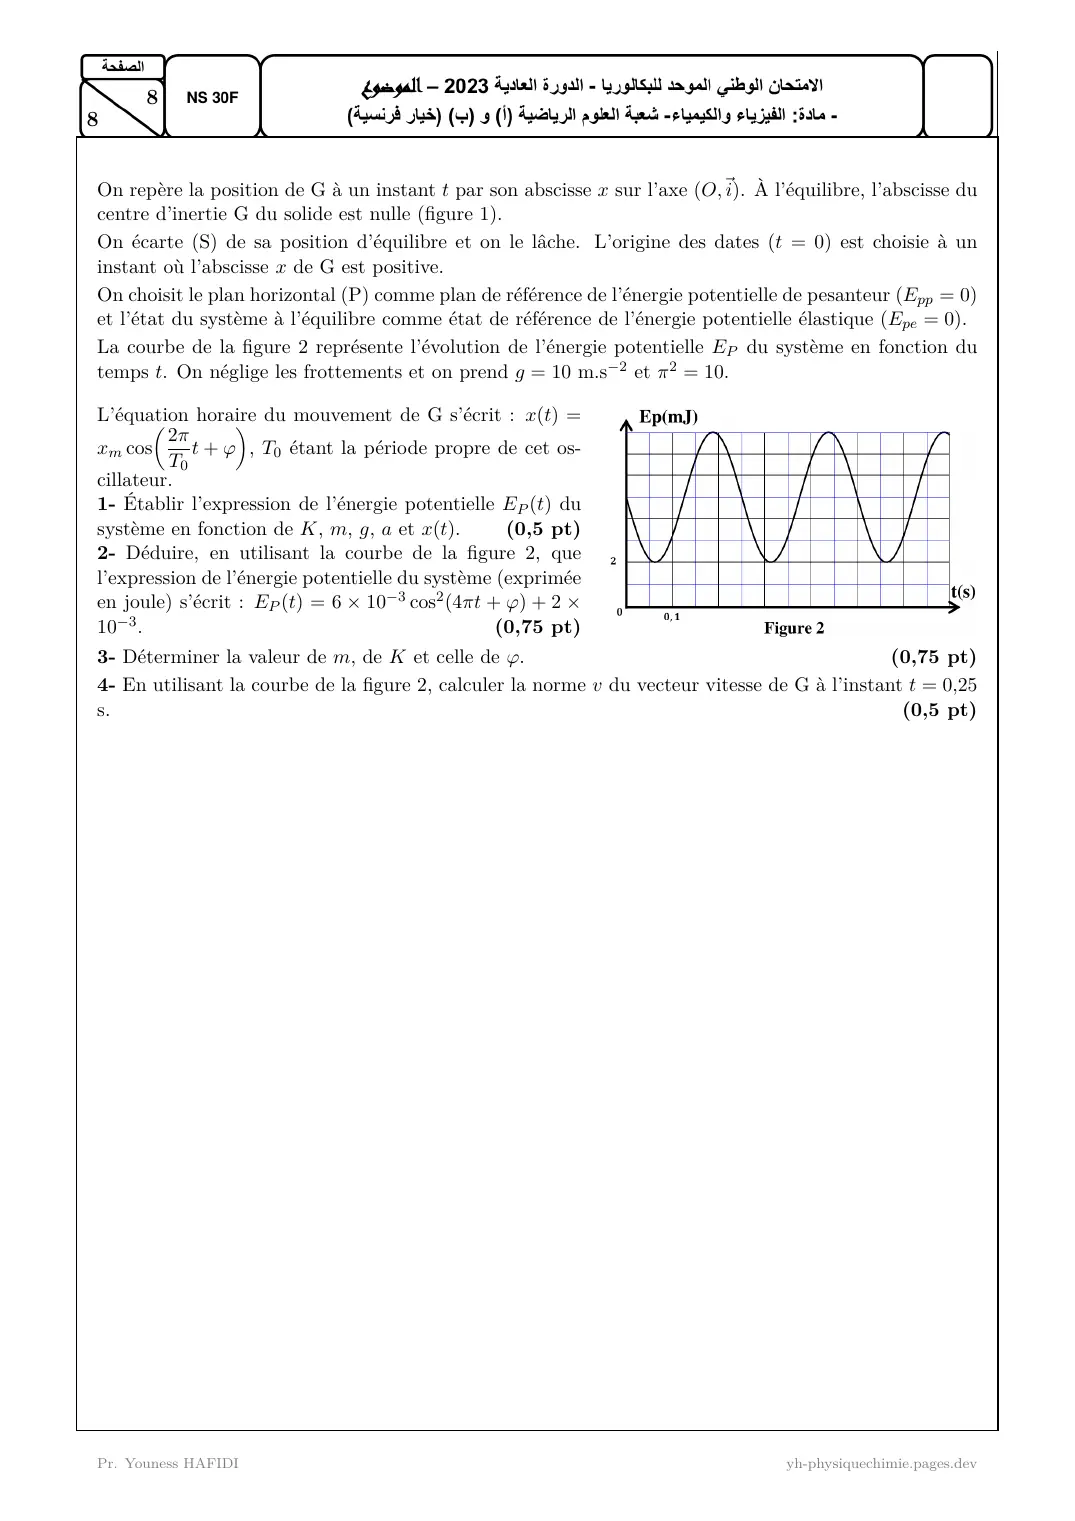 الصفحة
8
8
NS 30F
الامتحان الوطني الموحد للبكالوريا - الدورة العادية 2023 – الموضوع
- مادة: الفيزياء والكيمياء- شعبة العلوم الرياضية (أ) و (ب) (خيار فرنسية)
On repère la position de G à un instant t par son abscisse x sur l'axe (O, i⃗). À l'équilibre, l'abscisse du
centre d'inertie G du solide est nulle (figure 1).
On écarte (S) de sa position d'équilibre et on le lâche. L'origine des dates (t = 0) est choisie à un
instant où l'abscisse x de G est positive.
On choisit le plan horizontal (P) comme plan de référence de l'énergie potentielle de pesanteur (E_pp = 0)
et l'état du système à l'équilibre comme état de référence de l'énergie potentielle élastique (E_pe = 0).
La courbe de la figure 2 représente l'évolution de l'énergie potentielle E_P du système en fonction du
temps t. On néglige les frottements et on prend g = 10 m.s⁻² et π² = 10.
L'équation horaire du mouvement de G s'écrit : x(t) =
x_m cos(2π/T₀ t + φ), T₀ étant la période propre de cet os-
cillateur.
1- Établir l'expression de l'énergie potentielle E_P(t) du
système en fonction de K, m, g, a et x(t). (0,5 pt)
2- Déduire, en utilisant la courbe de la figure 2, que
l'expression de l'énergie potentielle du système (exprimée
en joule) s'écrit : E_P(t) = 6 × 10⁻³ cos²(4πt + φ) + 2 ×
10⁻³. (0,75 pt)
Ep(mJ)
2
0
0,1
t(s)
Figure 2
3- Déterminer la valeur de m, de K et celle de φ. (0,75 pt)
4- En utilisant la courbe de la figure 2, calculer la norme v du vecteur vitesse de G à l'instant t = 0,25
s. (0,5 pt)
Pr. Youness HAFIDI
yh-physiquechimie.pages.dev